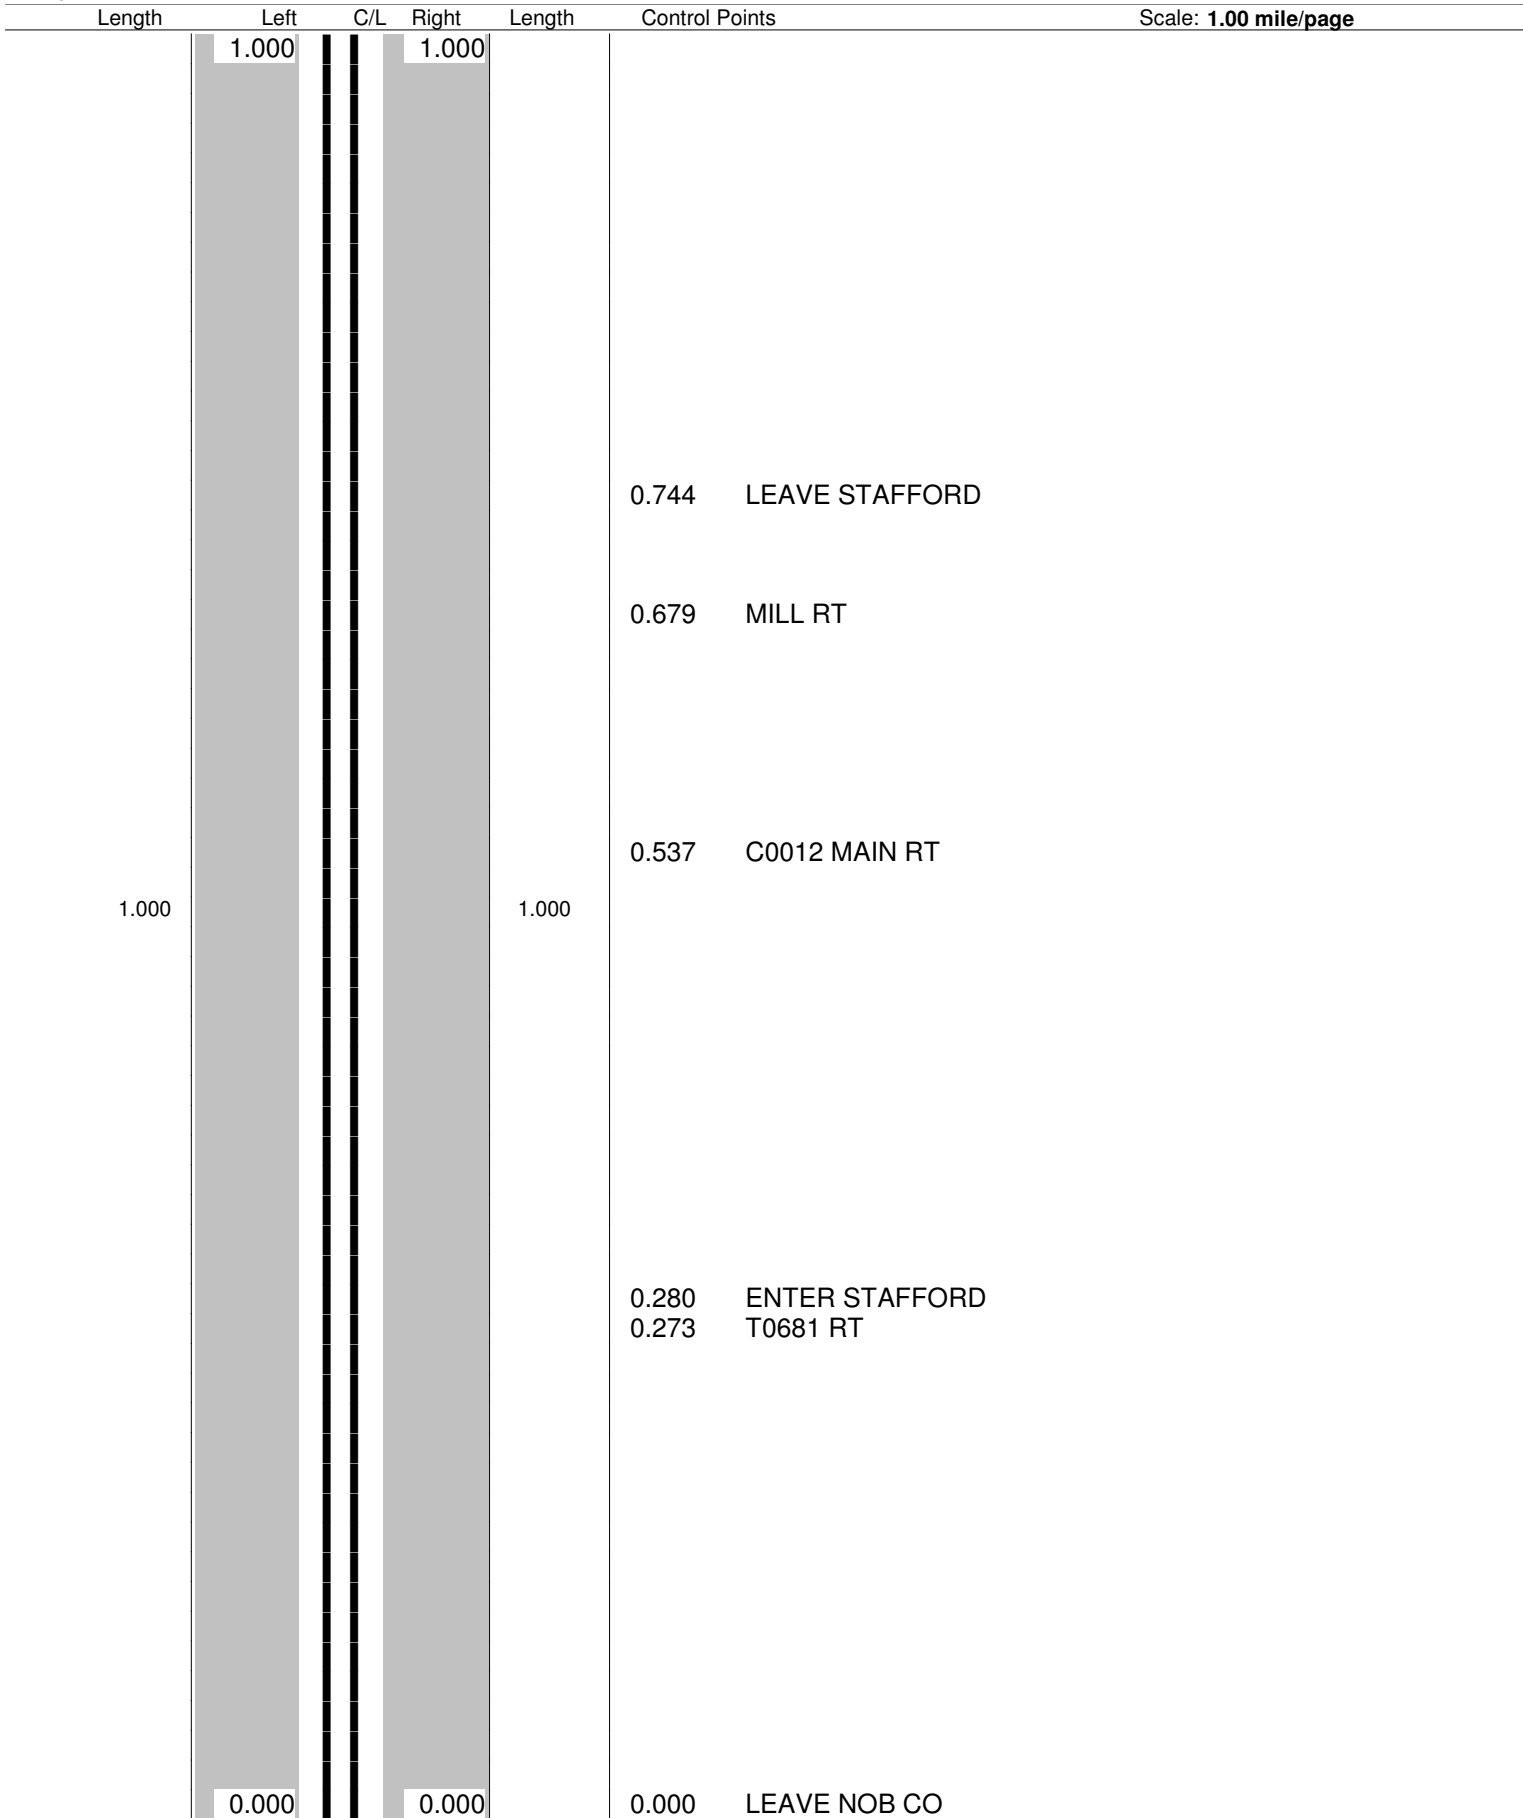 Length Left C/L Right Length Control Points Scale: 1.00 mile/page
1.000 1.000
0.744 LEAVE STAFFORD
0.679 MILL RT
0.537 C0012 MAIN RT
1.000 1.000
0.280 ENTER STAFFORD
0.273 T0681 RT
0.000 0.000 0.000 LEAVE NOB CO